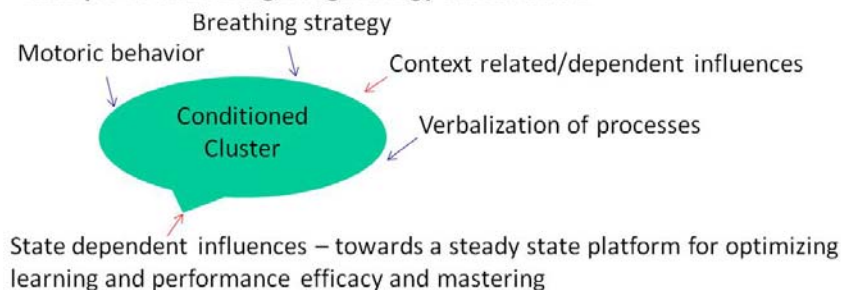 Breathing strategy
Motoric behavior
Context related/dependent influences
Conditioned
Cluster
Verbalization of processes
State dependent influences – towards a steady state platform for optimizing
learning and performance efficacy and mastering